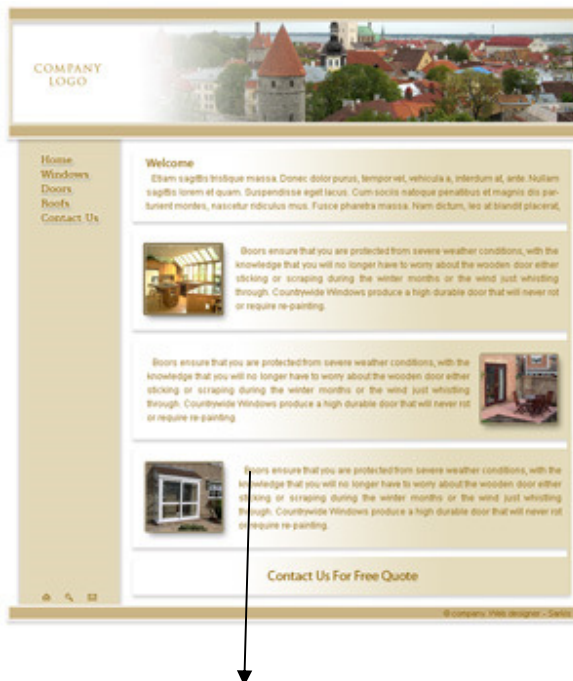 COMPANY
LOGO
Home
Windows
Doors
Roofs
Contact Us
Welcome
Etiam sagittis tristique massa. Donec dolor purus, tempor vel, vehicula a, interdum at, ante. Nullam
sagittis lorem et quam. Suspendisse eget lacus. Cum sociis natoque penatibus et magnis dis par-
turient montes, nascetur ridiculus mus. Fusce pharetra massa. Nam dictum, leo at blandit placerat,
Boors ensure that you are protected from severe weather conditions, with the
knowledge that you will no longer have to worry about the wooden door either
sticking or scraping during the winter months or the wind just whistling
through. Countrywide Windows produce a high durable door that will never rot
or require re-painting.
Boors ensure that you are protected from severe weather conditions, with the
knowledge that you will no longer have to worry about the wooden door either
sticking or scraping during the winter months or the wind just whistling
through. Countrywide Windows produce a high durable door that will never rot
or require re-painting.
Boors ensure that you are protected from severe weather conditions, with the
knowledge that you will no longer have to worry about the wooden door either
sticking or scraping during the winter months or the wind just whistling
through. Countrywide Windows produce a high durable door that will never rot
or require re-painting.
Contact Us For Free Quote
© company. Web designer -